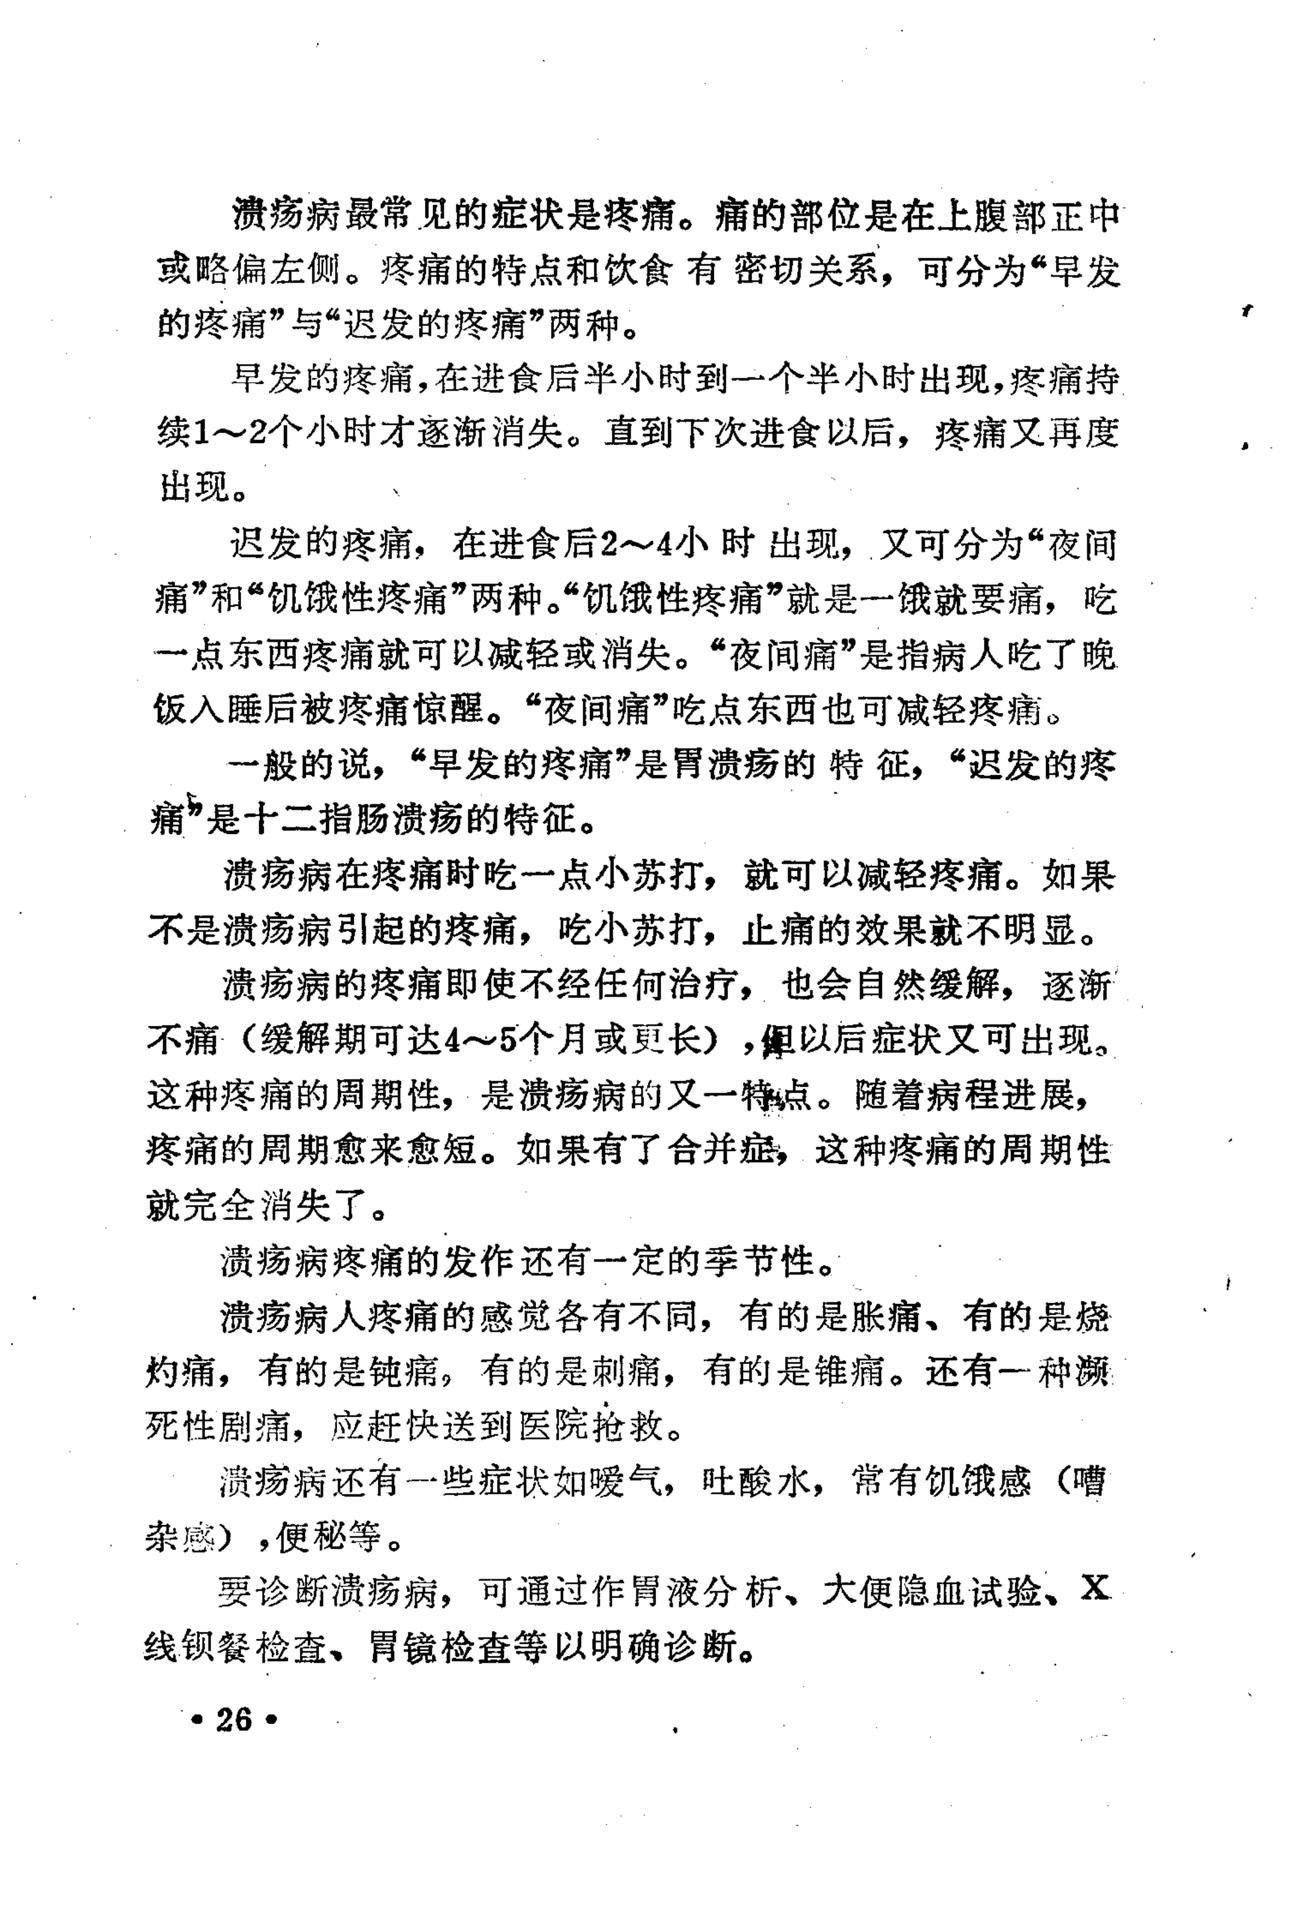 溃疡病最常见的症状是疼痛。痛的部位是在上腹部正中
或略偏左侧。疼痛的特点和饮食有密切关系，可分为“早发
的疼痛”与“迟发的疼痛”两种。
早发的疼痛，在进食后半小时到一个半小时出现，疼痛持
续1～2个小时才逐渐消失。直到下次进食以后，疼痛又再度
出现。
迟发的疼痛，在进食后2～4小时出现，又可分为“夜间
痛”和“饥饿性疼痛”两种。“饥饿性疼痛”就是一饿就要痛，吃
一点东西疼痛就可以减轻或消失。“夜间痛”是指病人吃了晚
饭入睡后被疼痛惊醒。“夜间痛”吃点东西也可减轻疼痛。
一般的说，“早发的疼痛”是胃溃疡的特征，“迟发的疼
痛”是十二指肠溃疡的特征。
溃疡病在疼痛时吃一点小苏打，就可以减轻疼痛。如果
不是溃疡病引起的疼痛，吃小苏打，止痛的效果就不明显。
溃疡病的疼痛即使不经任何治疗，也会自然缓解，逐渐
不痛（缓解期可达4～5个月或更长），但以后症状又可出现。
这种疼痛的周期性，是溃疡病的又一特点。随着病程进展，
疼痛的周期愈来愈短。如果有了合并症，这种疼痛的周期性
就完全消失了。
溃疡病疼痛的发作还有一定的季节性。
溃疡病人疼痛的感觉各有不同，有的是胀痛、有的是烧
灼痛，有的是钝痛，有的是刺痛，有的是锥痛。还有一种濒
死性剧痛，应赶快送到医院抢救。
溃疡病还有一些症状如嗳气，吐酸水，常有饥饿感（嘈
杂感），便秘等。
要诊断溃疡病，可通过作胃液分析、大便隐血试验、X
线钡餐检查、胃镜检查等以明确诊断。
·26·